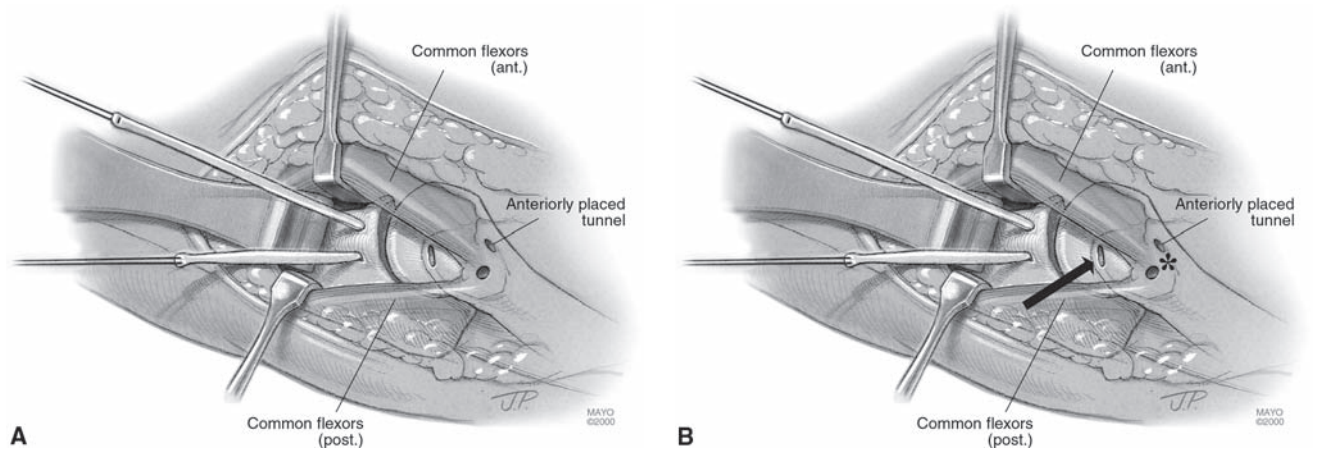 Common flexors
(ant.)
Anteriorly placed
tunnel
Common flexors
(post.)
J.P.
MAYO
©2000
A
Common flexors
(ant.)
Anteriorly placed
tunnel
*
Common flexors
(post.)
J.P.
MAYO
©2000
B